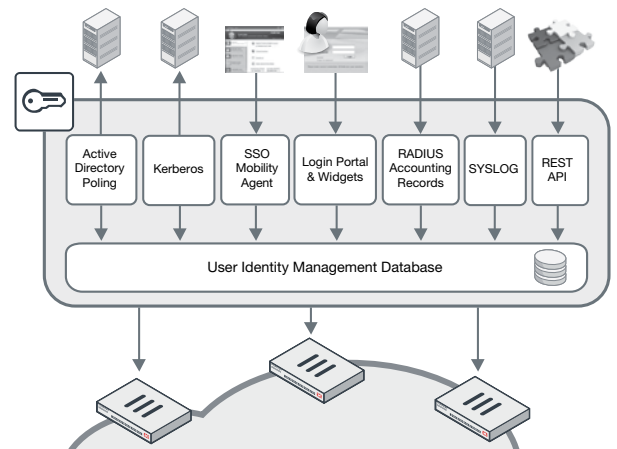 Active
Directory
Poling
Kerberos
SSO
Mobility
Agent
Login Portal
& Widgets
RADIUS
Accounting
Records
SYSLOG
REST
API
User Identity Management Database